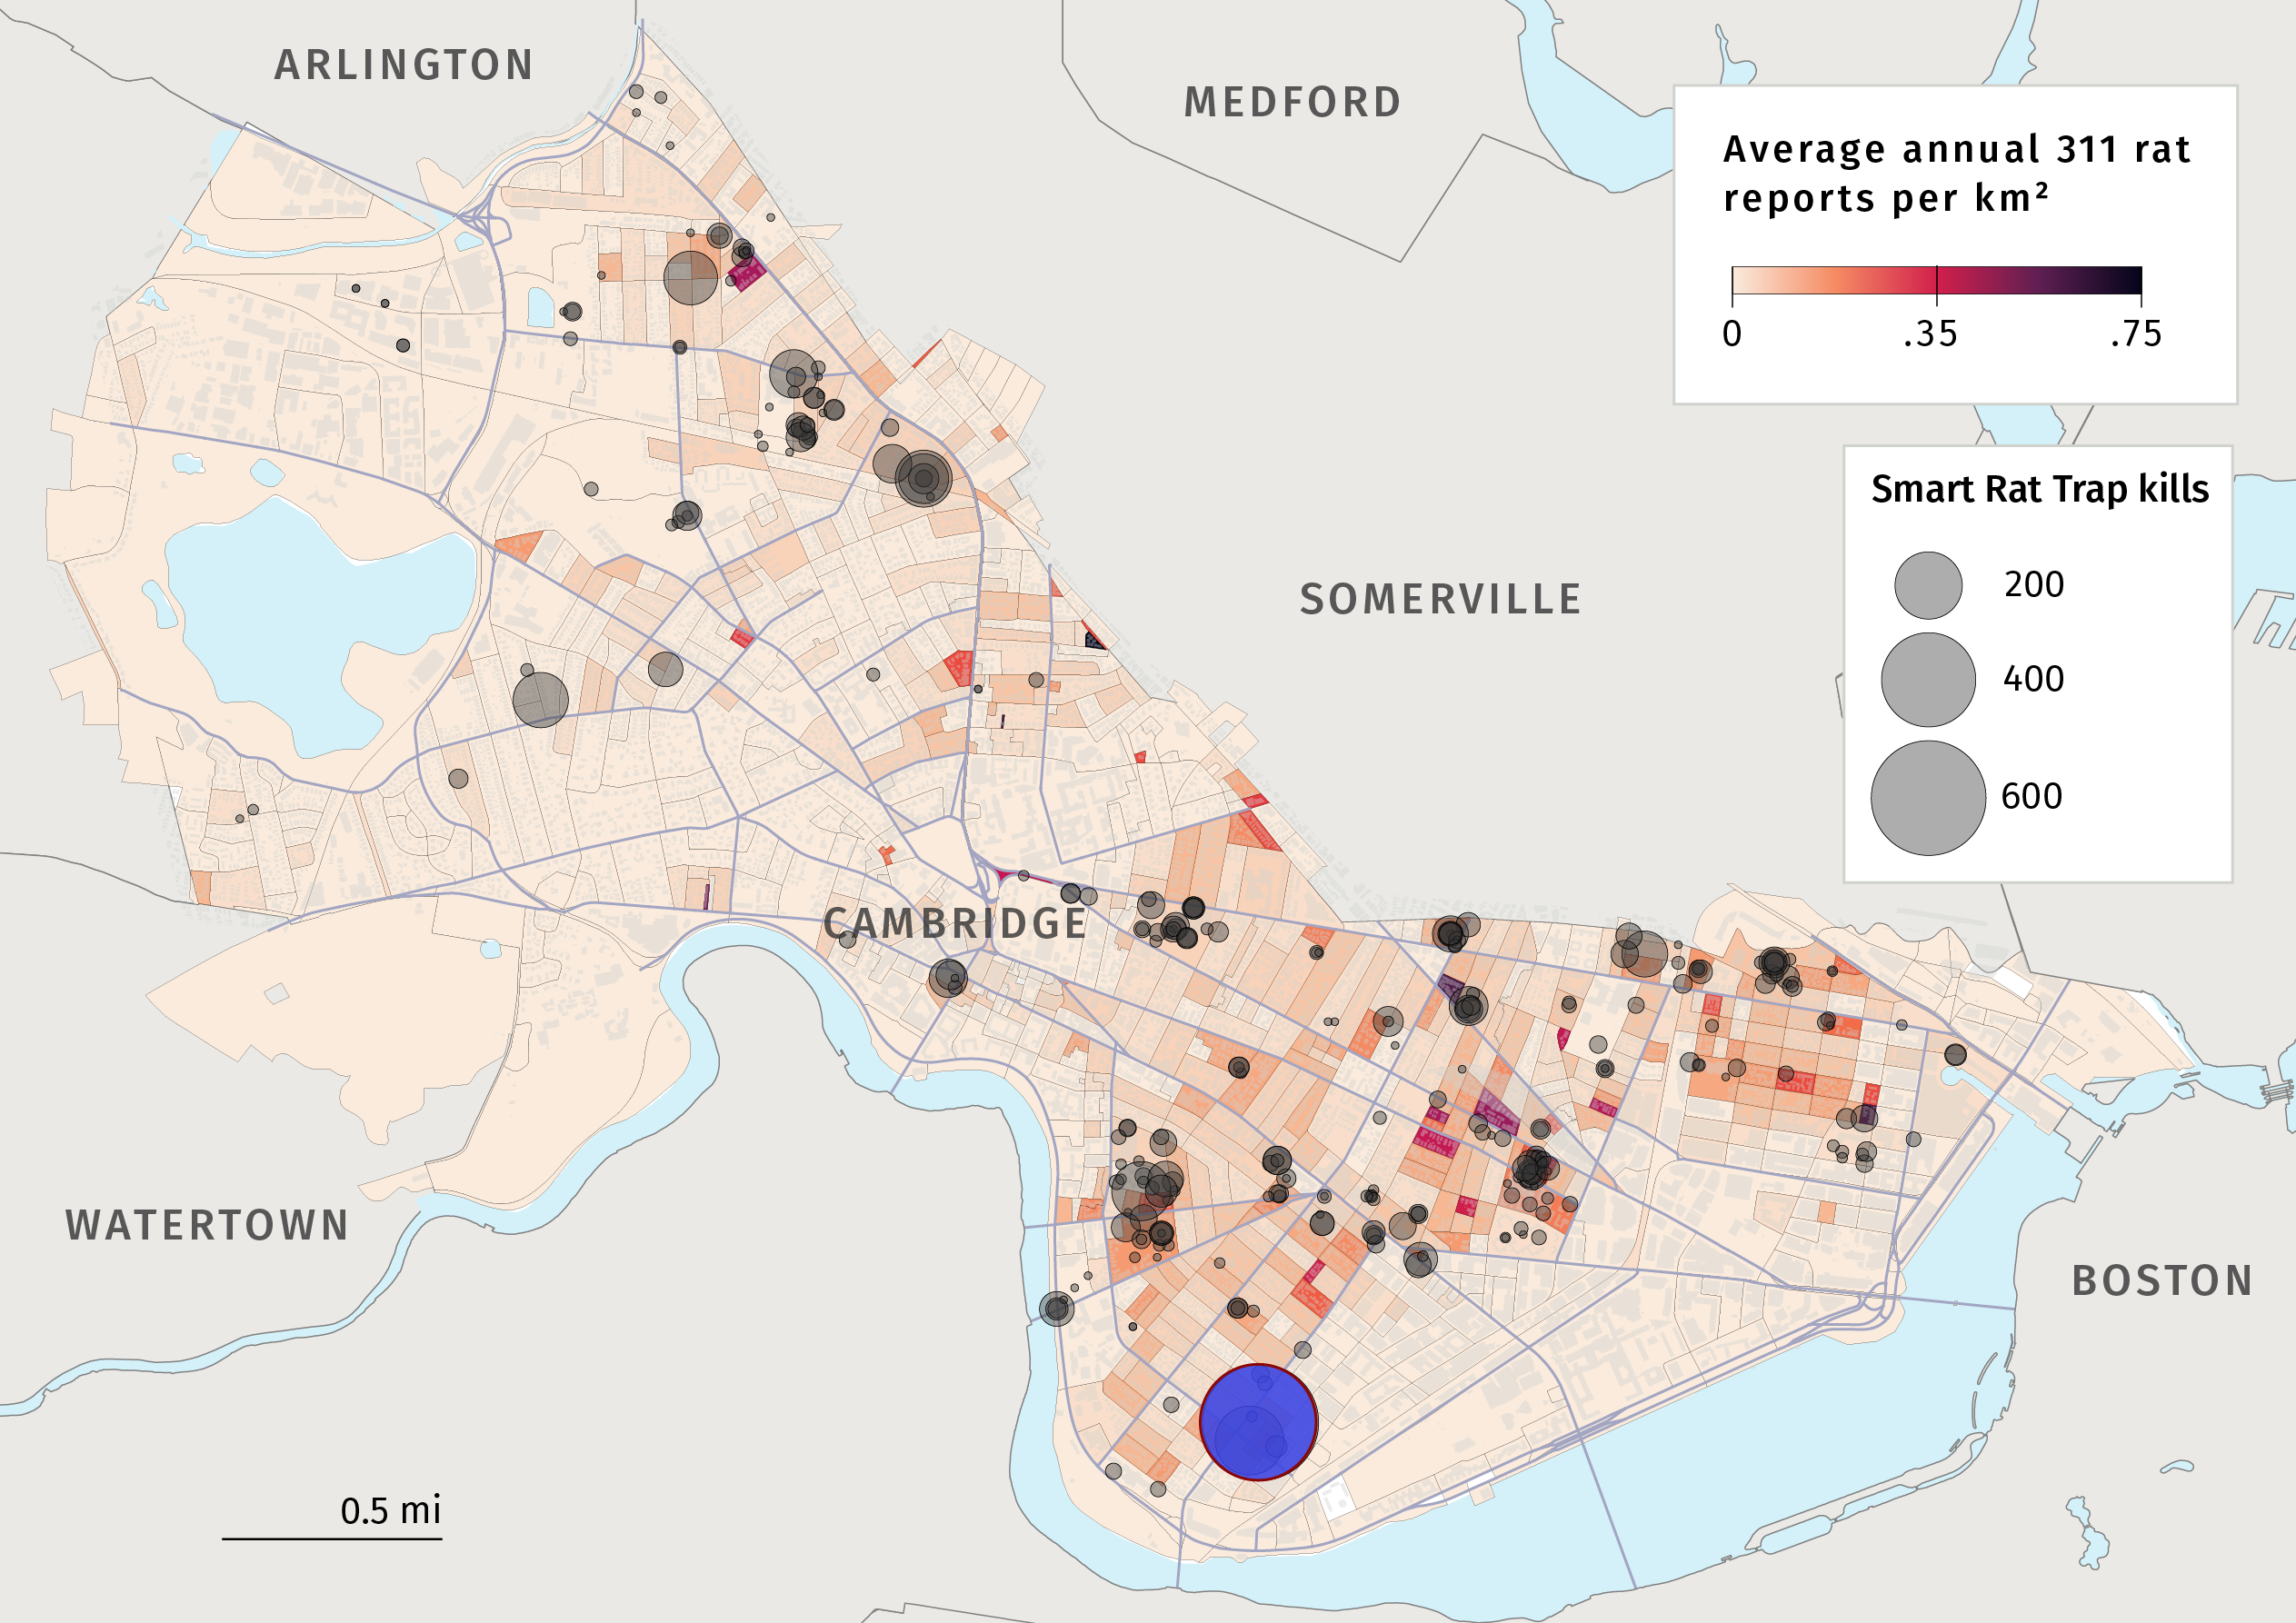 ARLINGTON
MEDFORD
Average annual 311 rat
reports per km²
0 .35 .75
Smart Rat Trap kills
200
400
600
SOMERVILLE
CAMBRIDGE
WATERTOWN
BOSTON
0.5 mi